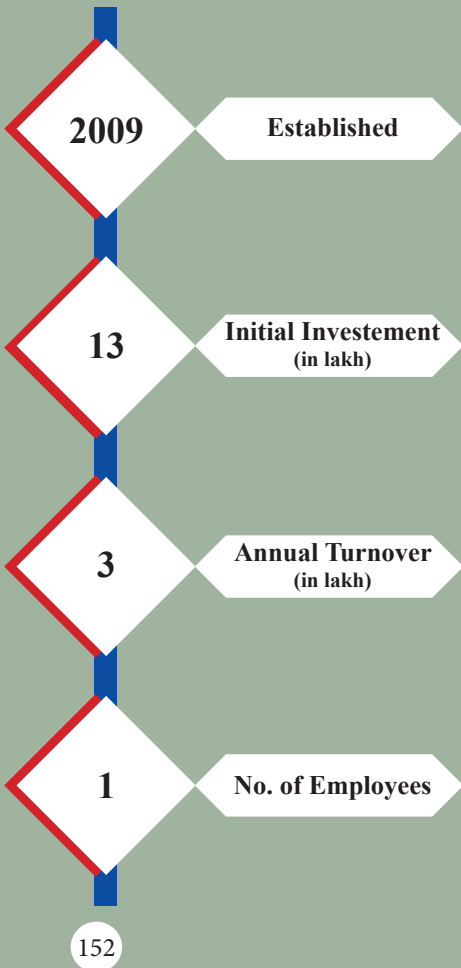 2009
Established
13
Initial Investement
(in lakh)
3
Annual Turnover
(in lakh)
1
No. of Employees
152